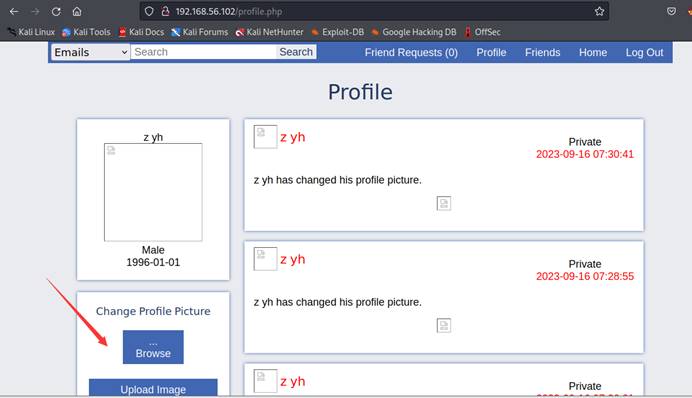 192.168.56.102/profile.php
Kali Linux Kali Tools Kali Docs Kali Forums Kali NetHunter Exploit-DB Google Hacking DB OffSec
Emails Search Search Friend Requests (0) Profile Friends Home Log Out
Profile
z yh
Male
1996-01-01
Change Profile Picture
...
Browse
Upload Image
z yh
Private
2023-09-16 07:30:41
z yh has changed his profile picture.
z yh
Private
2023-09-16 07:28:55
z yh has changed his profile picture.
z yh
Private